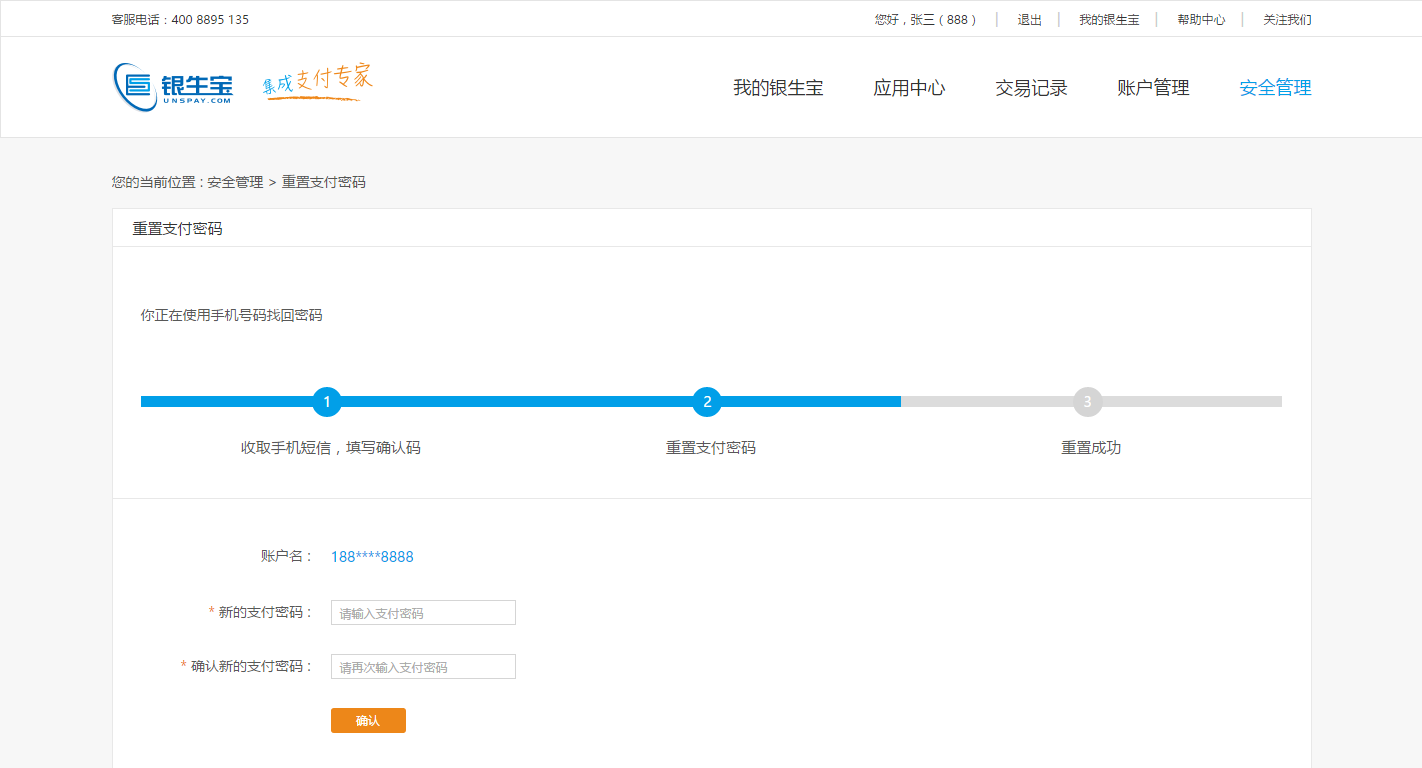 客服电话：400 8895 135 您好，张三（888） | 退出 | 我的银生宝 | 帮助中心 | 关注我们
银生宝 UNSPAY.COM 集成支付专家 我的银生宝 应用中心 交易记录 账户管理 安全管理
您的当前位置：安全管理 > 重置支付密码
重置支付密码
你正在使用手机号码找回密码
1 2 3
收取手机短信，填写确认码 重置支付密码 重置成功
账户名： 188****8888
* 新的支付密码： 请输入支付密码
* 确认新的支付密码： 请再次输入支付密码
确认